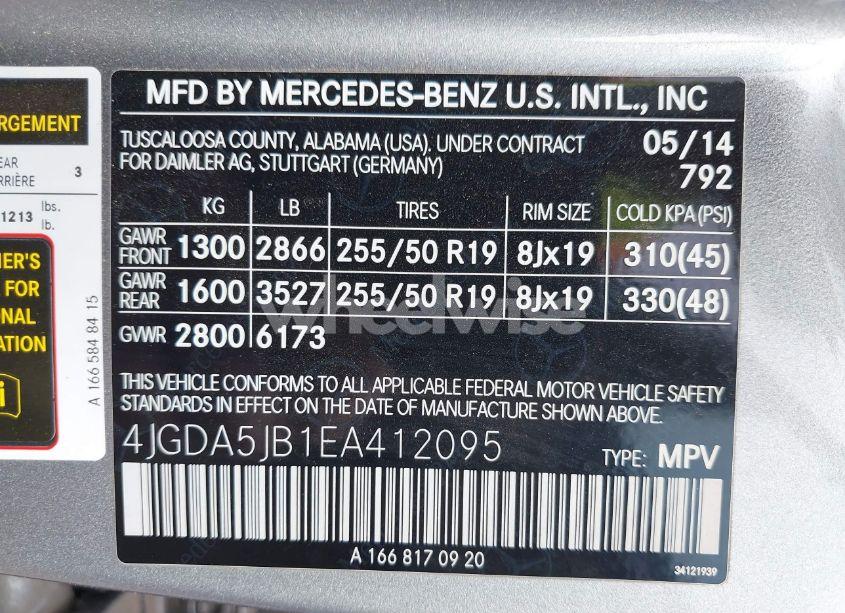 RGEMENT
EAR
RRIÈRE 3
1213 lbs.
lb.
ER'S
FOR
ONAL
ATION
i
A 166 584 84 15
MFD BY MERCEDES-BENZ U.S. INTL., INC
TUSCALOOSA COUNTY, ALABAMA (USA). UNDER CONTRACT
FOR DAIMLER AG, STUTTGART (GERMANY)
05/14
792
KG LB TIRES RIM SIZE COLD KPA(PSI)
GAWR FRONT 1300 2866 255/50 R19 8Jx19 310(45)
GAWR REAR 1600 3527 255/50 R19 8Jx19 330(48)
GVWR 2800 6173
wheelwise
THIS VEHICLE CONFORMS TO ALL APPLICABLE FEDERAL MOTOR VEHICLE SAFETY
STANDARDS IN EFFECT ON THE DATE OF MANUFACTURE SHOWN ABOVE.
4JGDA5JB1EA412095 TYPE: MPV
A 166 817 09 20
34121939